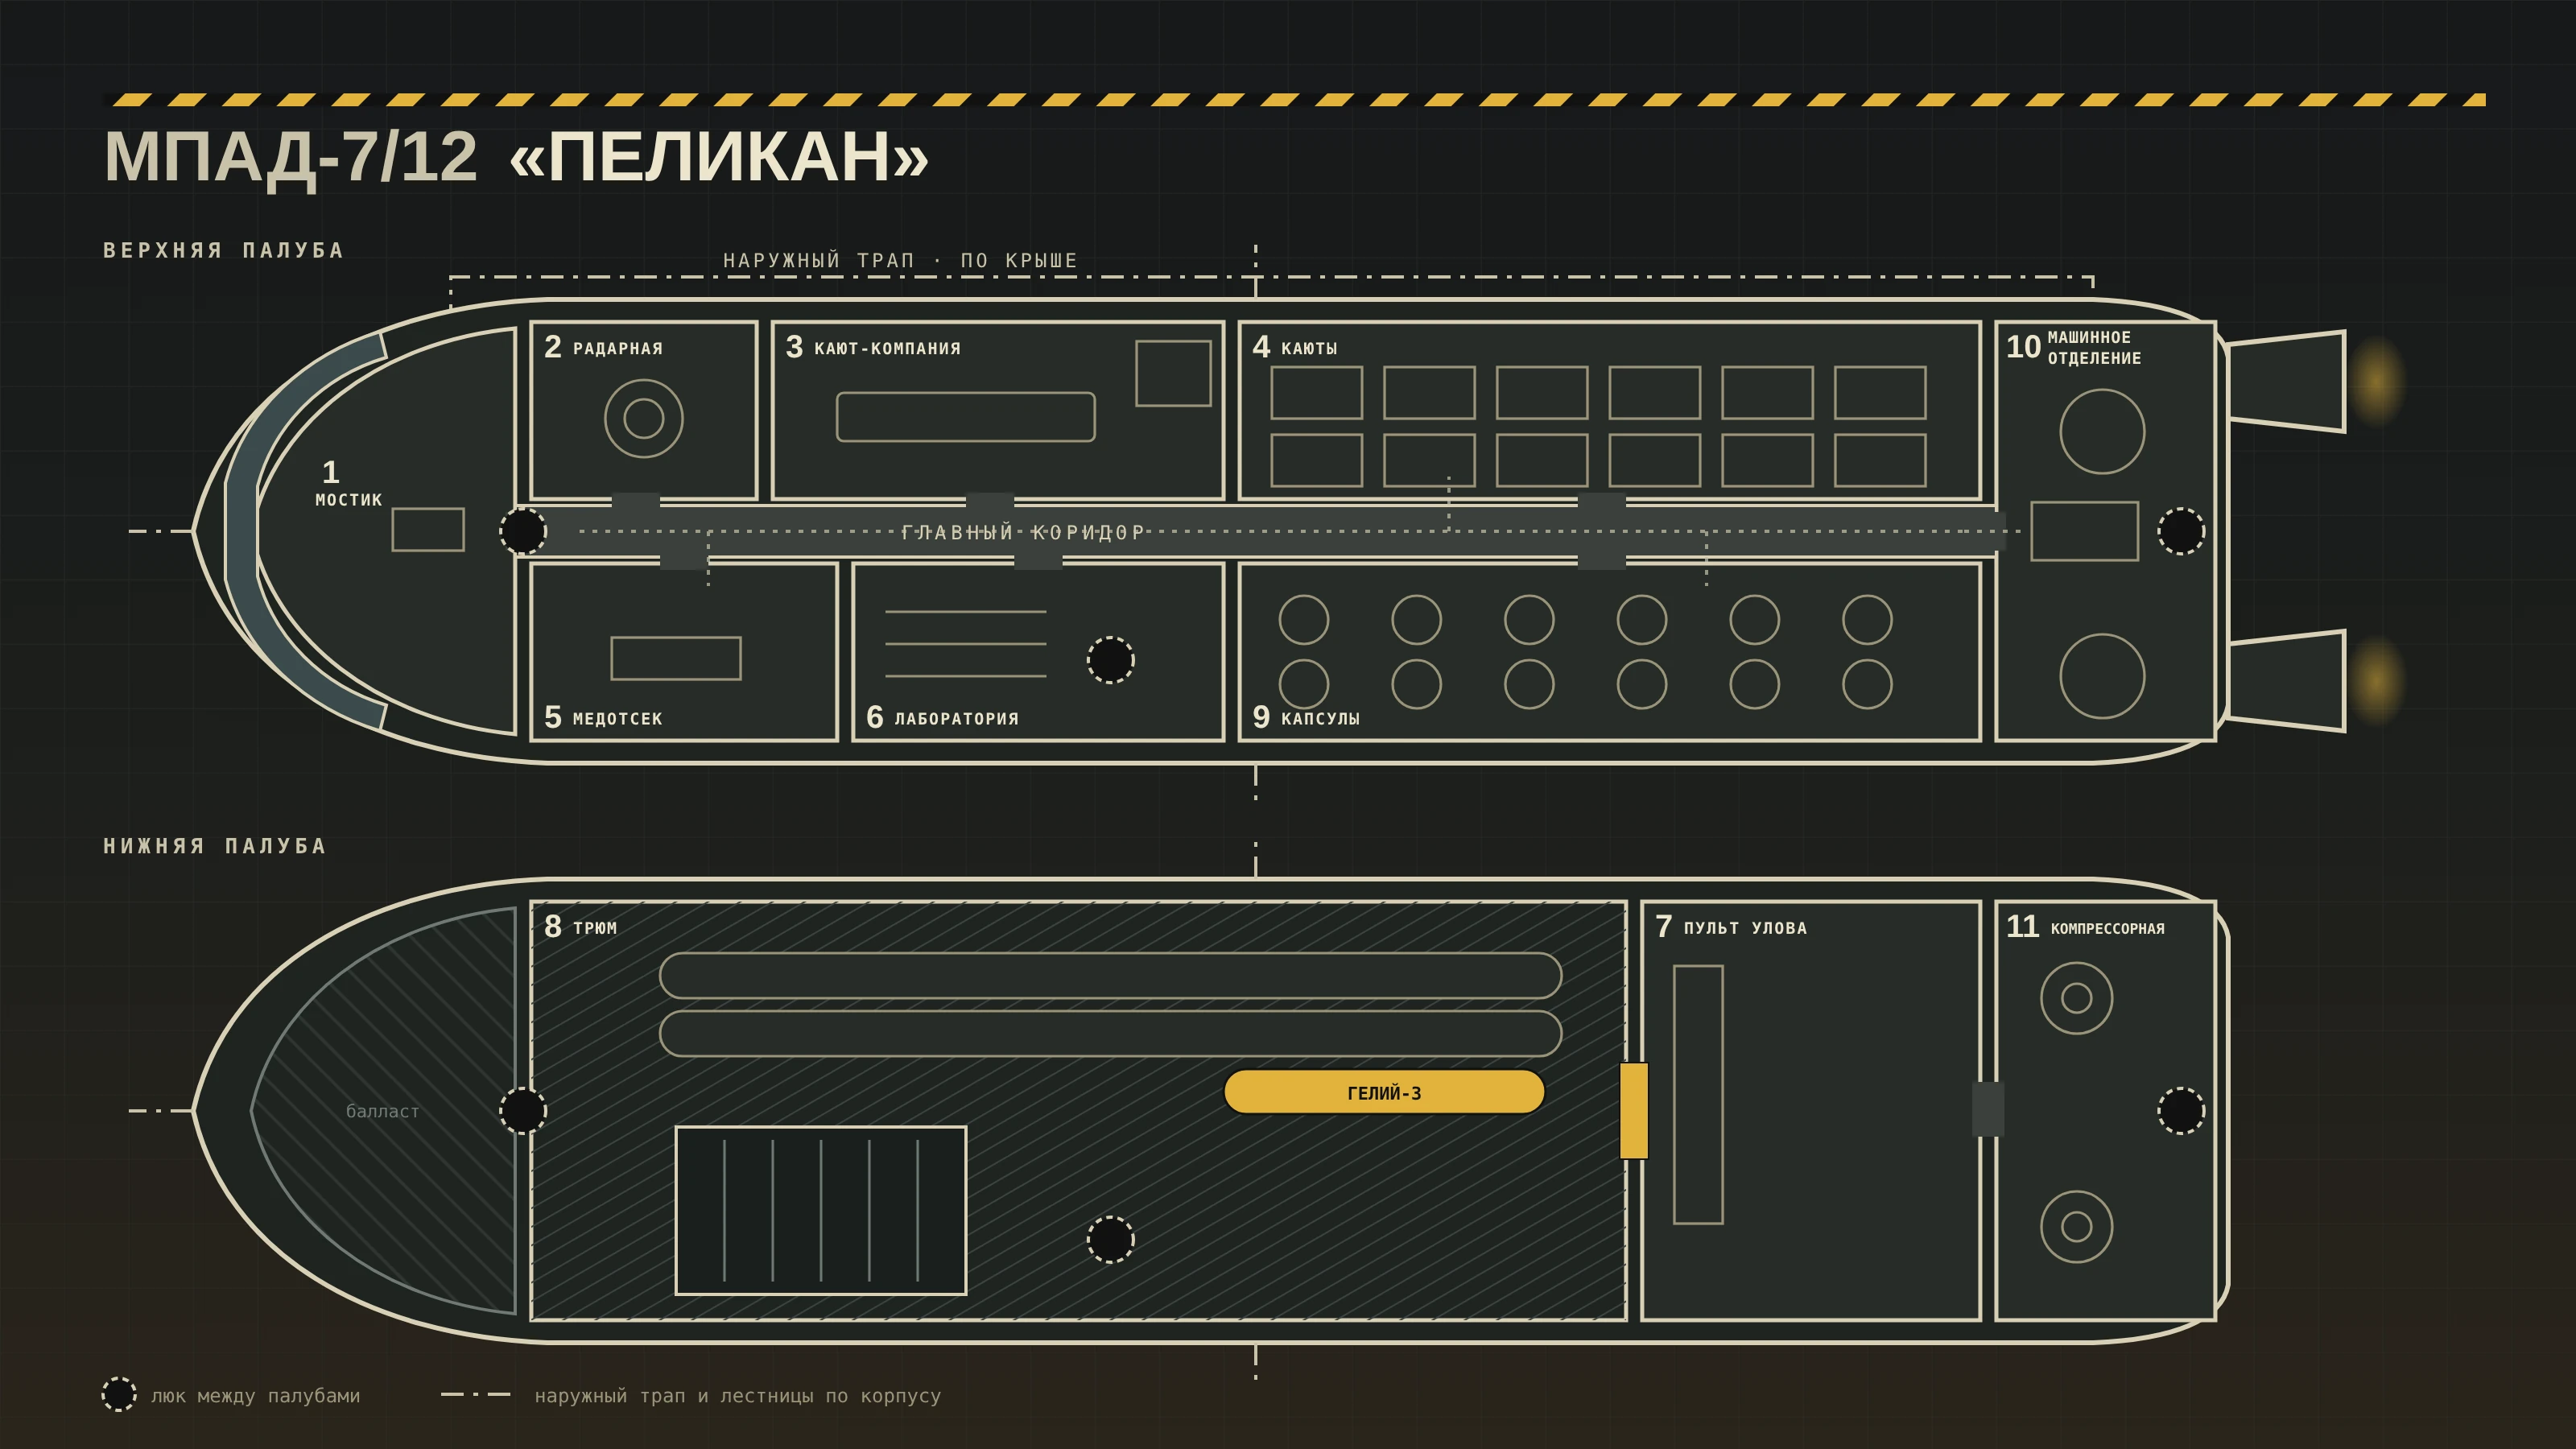 МПАД-7/12 «ПЕЛИКАН»
ВЕРХНЯЯ ПАЛУБА
НАРУЖНЫЙ ТРАП · ПО КРЫШЕ
2 РАДАРНАЯ
3 КАЮТ-КОМПАНИЯ
4 КАЮТЫ
10 МАШИННОЕ
ОТДЕЛЕНИЕ
1
МОСТИК
ГЛАВНЫЙ КОРИДОР
5 МЕДОТСЕК
6 ЛАБОРАТОРИЯ
9 КАПСУЛЫ
НИЖНЯЯ ПАЛУБА
8 ТРЮМ
7 ПУЛЬТ УЛОВА
11 КОМПРЕССОРНАЯ
ГЕЛИЙ-3
балласт
люк между палубами
наружный трап и лестницы по корпусу